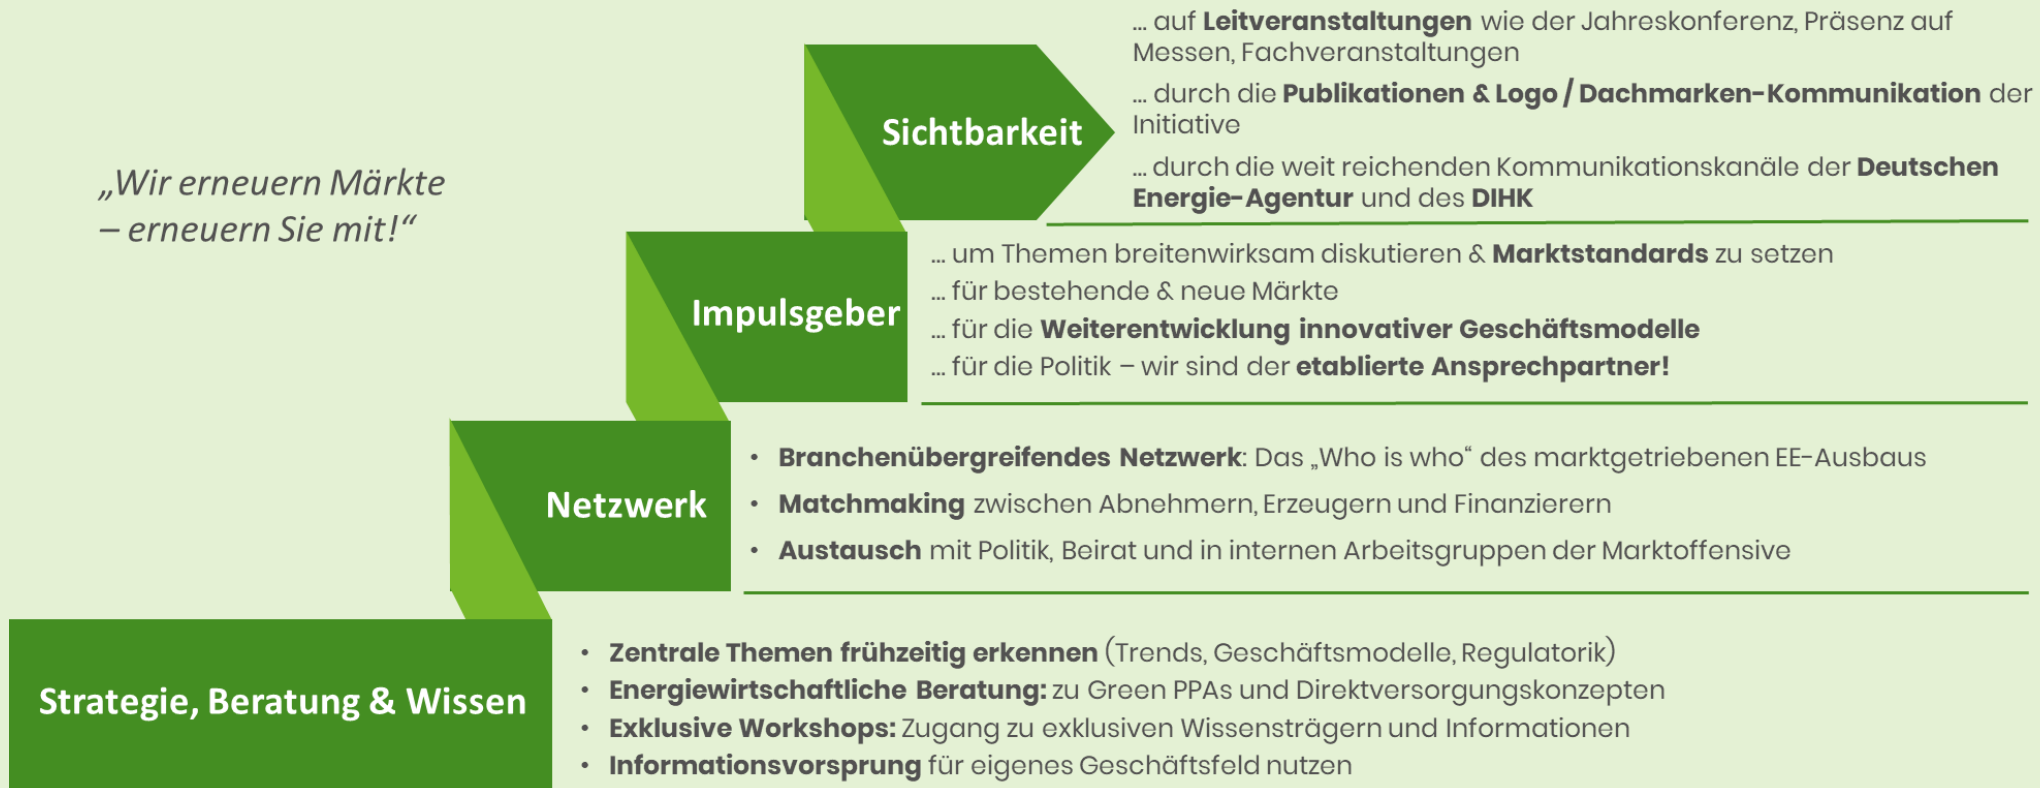 „Wir erneuern Märkte
– erneuern Sie mit!“
Sichtbarkeit
... auf Leitveranstaltungen wie der Jahreskonferenz, Präsenz auf
Messen, Fachveranstaltungen
... durch die Publikationen & Logo / Dachmarken-Kommunikation der
Initiative
... durch die weit reichenden Kommunikationskanäle der Deutschen
Energie-Agentur und des DIHK
Impulsgeber
... um Themen breitenwirksam diskutieren & Marktstandards zu setzen
... für bestehende & neue Märkte
... für die Weiterentwicklung innovativer Geschäftsmodelle
... für die Politik – wir sind der etablierte Ansprechpartner!
Netzwerk
• Branchenübergreifendes Netzwerk: Das „Who is who“ des marktgetriebenen EE-Ausbaus
• Matchmaking zwischen Abnehmern, Erzeugern und Finanzierern
• Austausch mit Politik, Beirat und in internen Arbeitsgruppen der Marktoffensive
Strategie, Beratung & Wissen
• Zentrale Themen frühzeitig erkennen (Trends, Geschäftsmodelle, Regulatorik)
• Energiewirtschaftliche Beratung: zu Green PPAs und Direktversorgungskonzepten
• Exklusive Workshops: Zugang zu exklusiven Wissensträgern und Informationen
• Informationsvorsprung für eigenes Geschäftsfeld nutzen